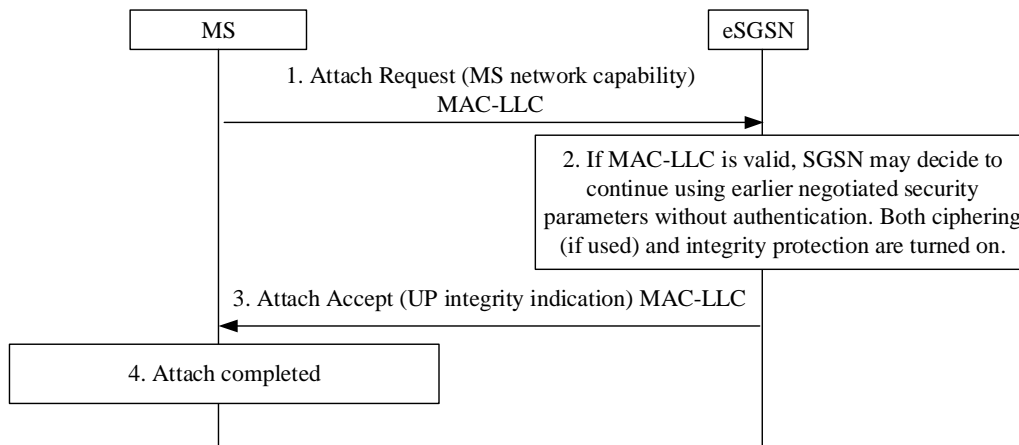 MS
eSGSN
1. Attach Request (MS network capability)
MAC-LLC
2. If MAC-LLC is valid, SGSN may decide to
continue using earlier negotiated security
parameters without authentication. Both ciphering
(if used) and integrity protection are turned on.
3. Attach Accept (UP integrity indication) MAC-LLC
4. Attach completed